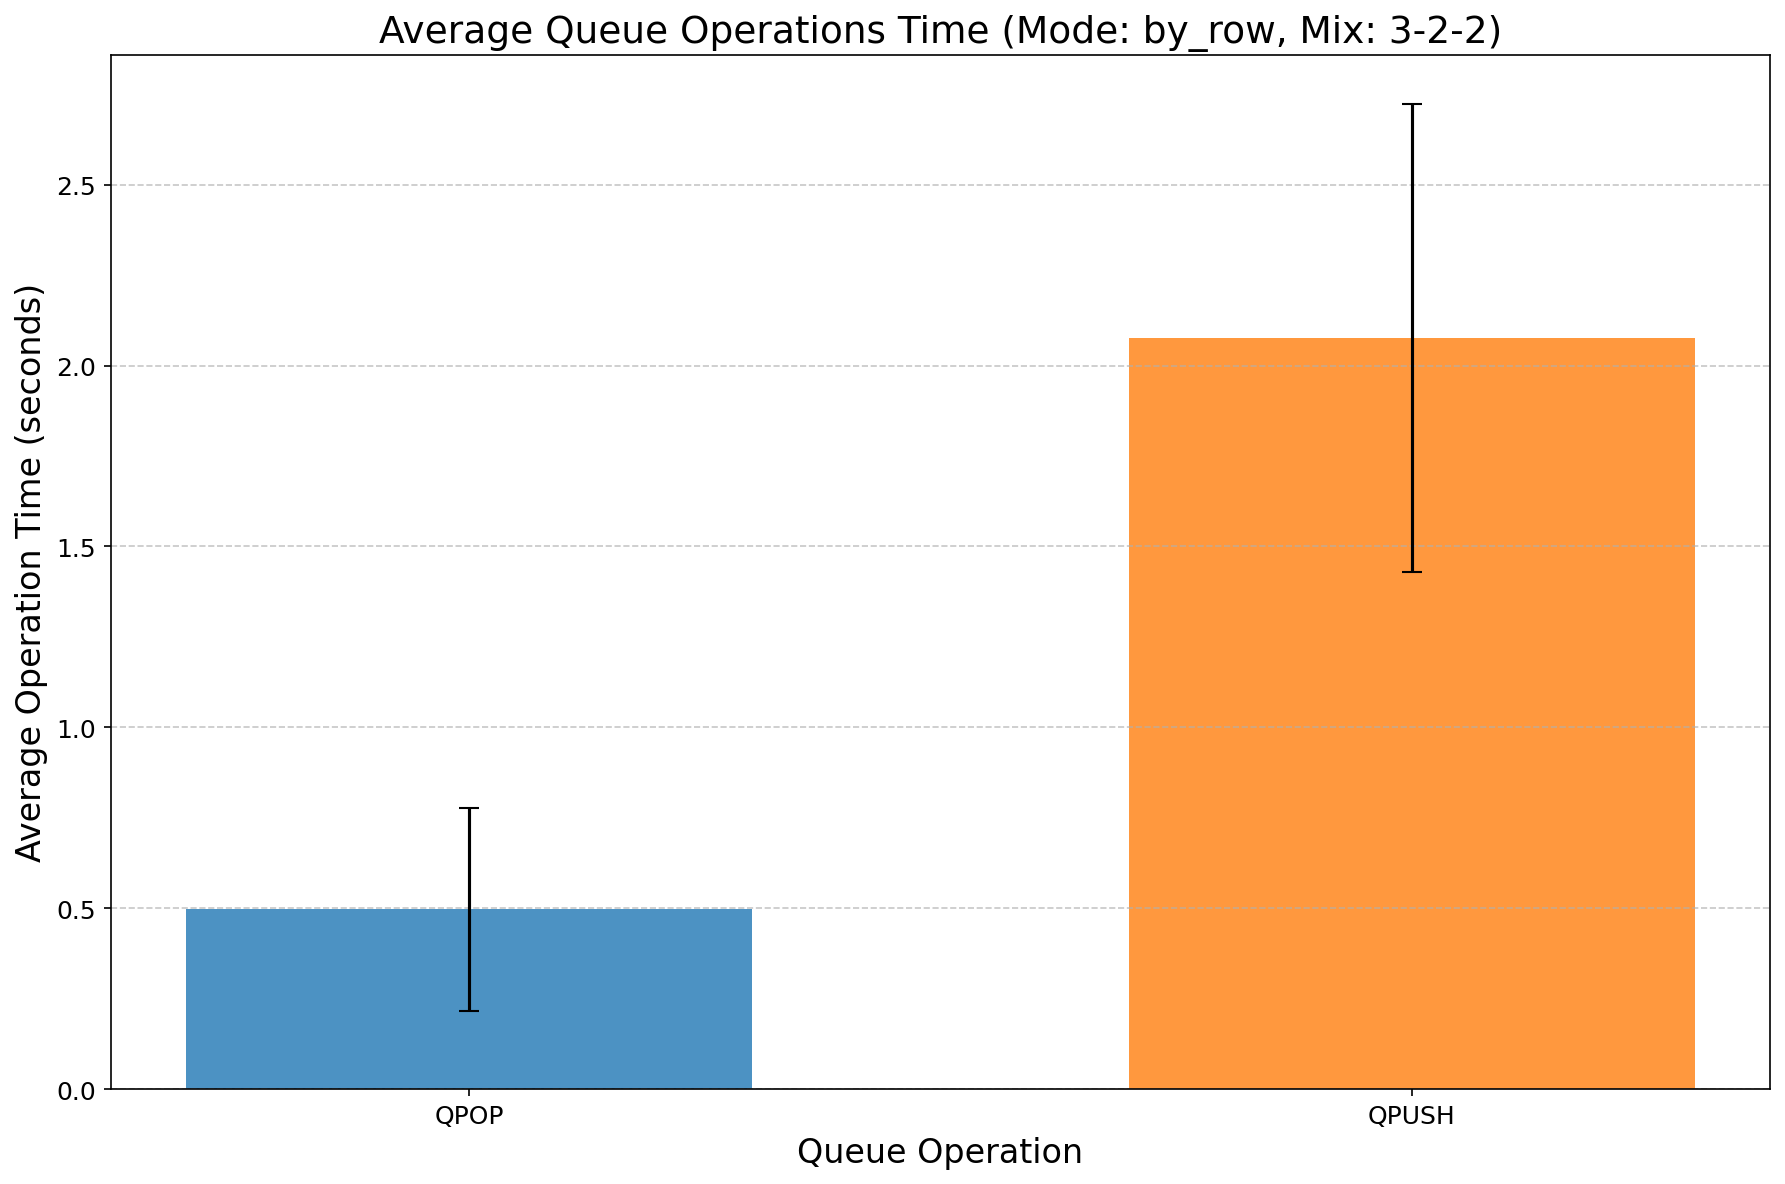 Average Queue Operations Time (Mode: by_row, Mix: 3-2-2)
Average Operation Time (seconds)
2.5
2.0
1.5
1.0
0.5
0.0
QPOP
QPUSH
Queue Operation